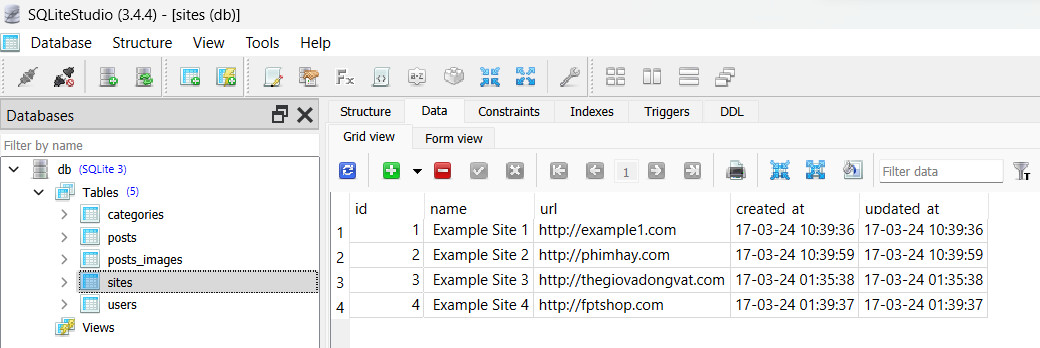 SQLiteStudio (3.4.4) - [sites (db)]
Database Structure View Tools Help
Databases
Filter by name
db (SQLite 3)
Tables (5)
categories
posts
posts_images
sites
users
Views
Structure Data Constraints Indexes Triggers DDL
Grid view Form view
1 Filter data
id name url created_at updated_at
1 1 Example Site 1 http://example1.com 17-03-24 10:39:36 17-03-24 10:39:36
2 2 Example Site 2 http://phimhay.com 17-03-24 10:39:59 17-03-24 10:39:59
3 3 Example Site 3 http://thegiovadongvat.com 17-03-24 01:35:38 17-03-24 01:35:38
4 4 Example Site 4 http://fptshop.com 17-03-24 01:39:37 17-03-24 01:39:37